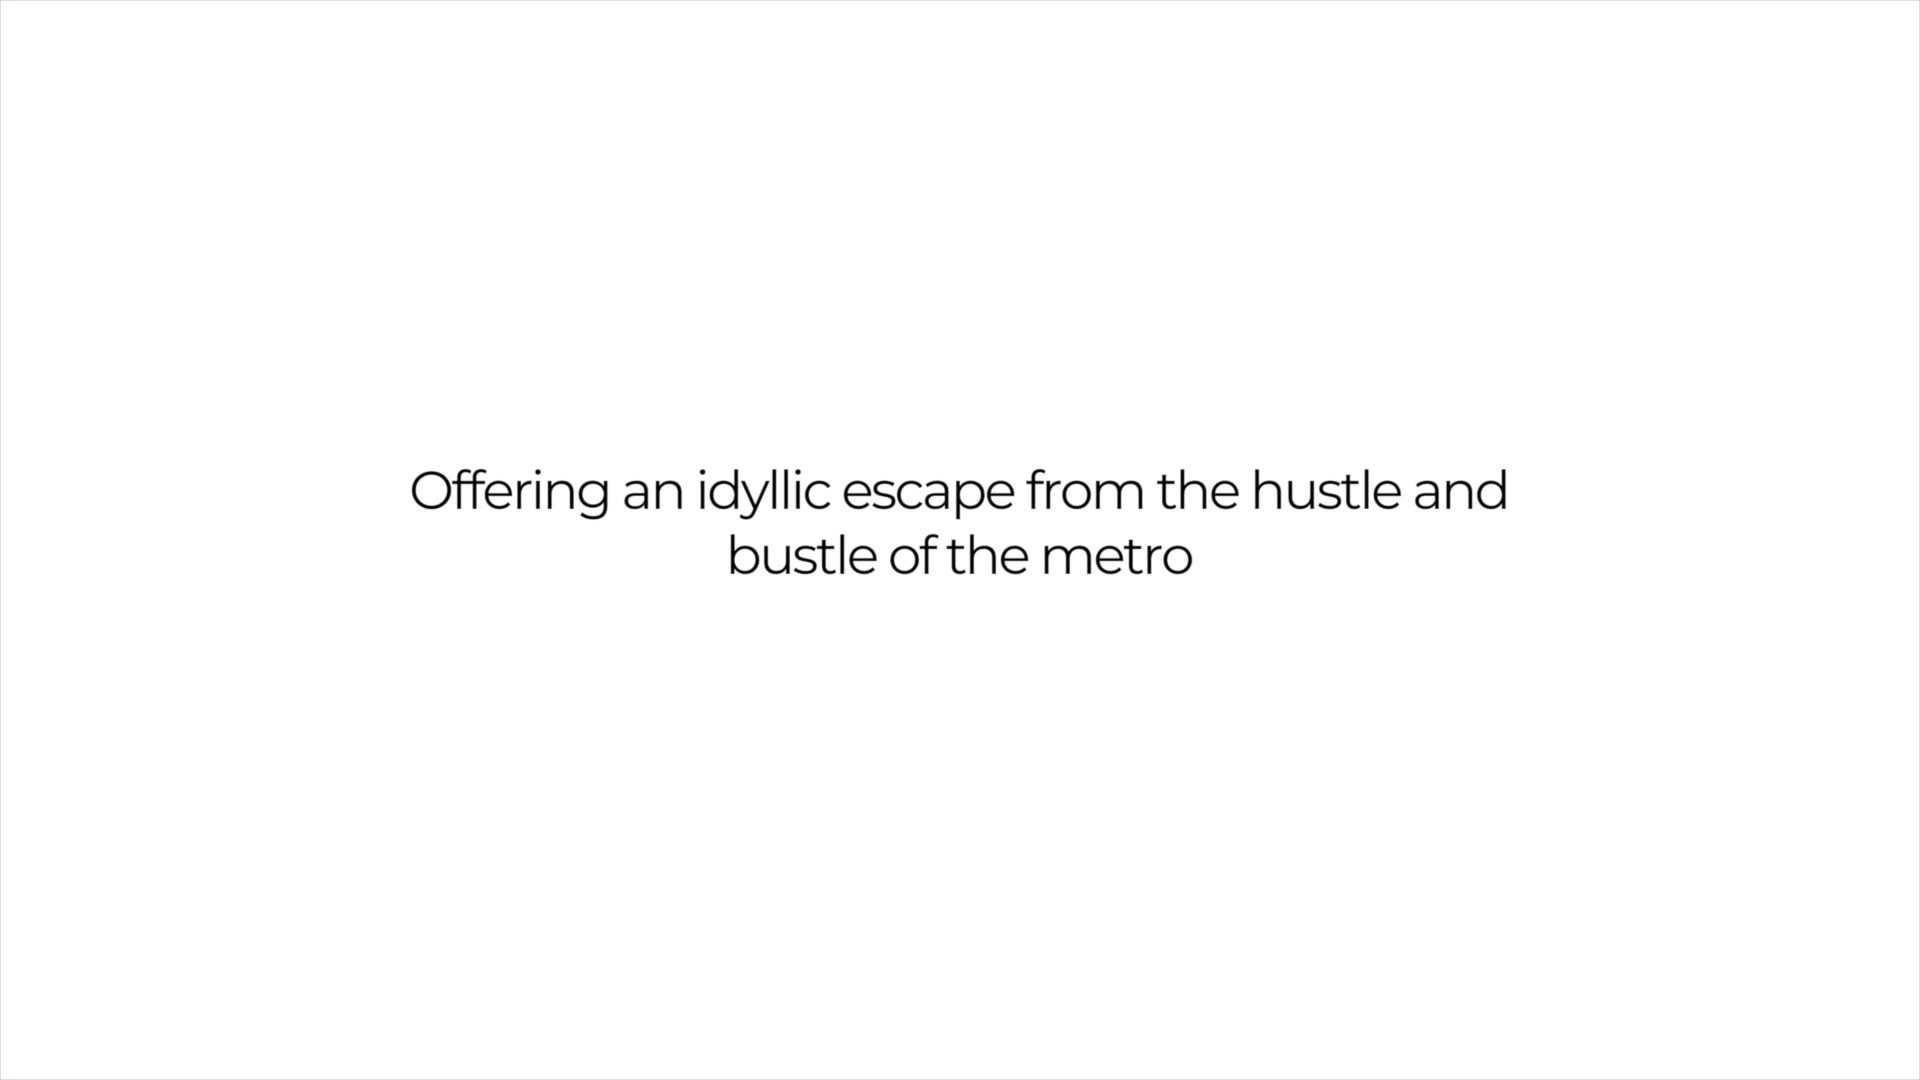 Offering an idyllic escape from the hustle and
bustle of the metro